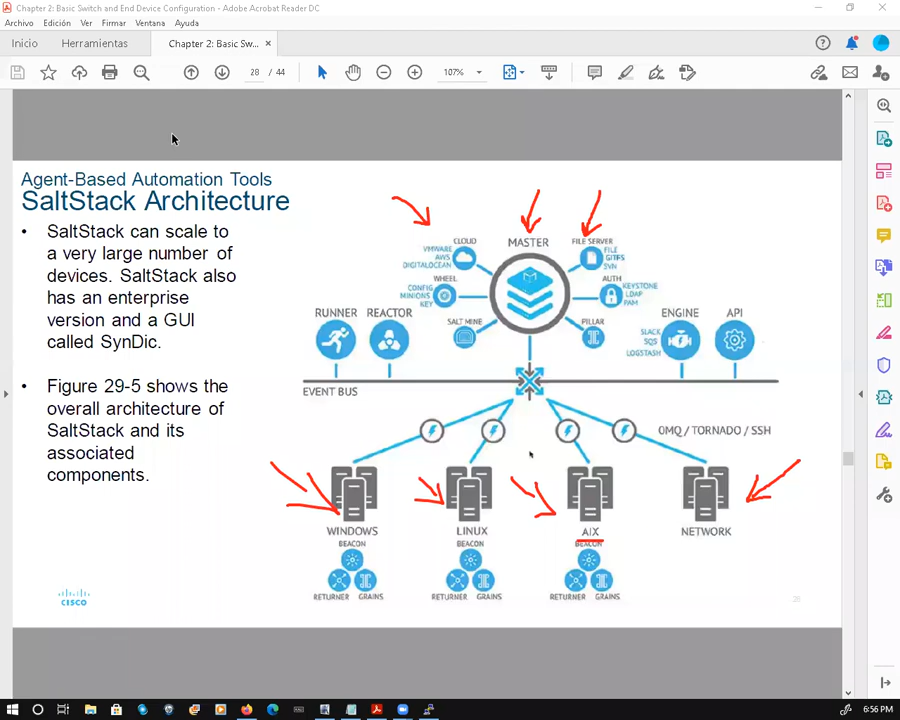 Chapter 2: Basic Switch and End Device Configuration - Adobe Acrobat Reader DC
Archivo Edición Ver Firmar Ventana Ayuda
Inicio Herramientas Chapter 2: Basic Sw... ×
28 / 44 107%
Agent-Based Automation Tools
SaltStack Architecture
• SaltStack can scale to
a very large number of
devices. SaltStack also
has an enterprise
version and a GUI
called SynDic.
• Figure 29-5 shows the
overall architecture of
SaltStack and its
associated
components.
CLOUD
VMWARE
AWS
DIGITALOCEAN
WHEEL
CONFIG
MINIONS
KEY
SALT MINE
MASTER
FILE SERVER
FILE
GITFS
SVN
AUTH
KEYSTONE
LDAP
PAM
PILLAR
RUNNER
REACTOR
ENGINE
SLACK
SQS
LOGSTASH
API
EVENT BUS
0MQ / TORNADO / SSH
WINDOWS
LINUX
AIX
NETWORK
BEACON
BEACON
BEACON
RETURNER GRAINS
RETURNER GRAINS
RETURNER GRAINS
CISCO
6:56 PM